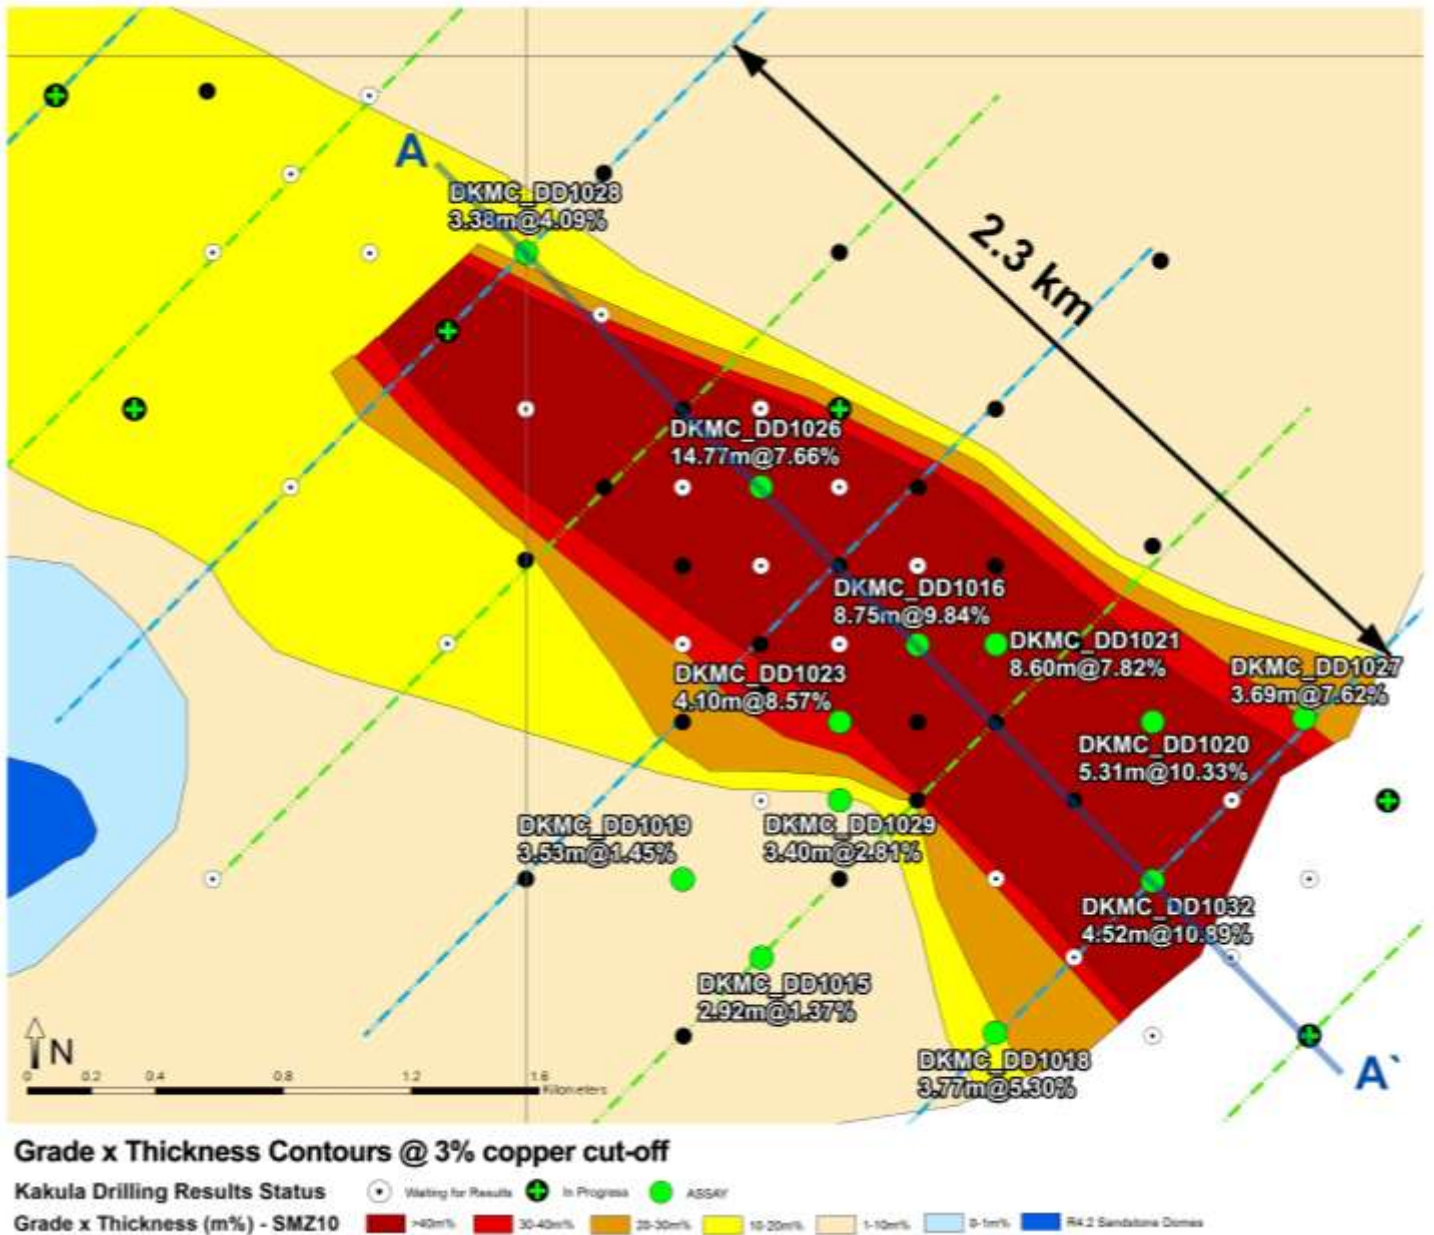 A
DKMC_DD1028
3.38m@4.09%
2.3 km
DKMC_DD1026
14.77m@7.66%
DKMC_DD1016
8.75m@9.84%
DKMC_DD1021
8.60m@7.82%
DKMC_DD1027
3.69m@7.62%
DKMC_DD1023
4.10m@8.57%
DKMC_DD1020
5.31m@10.33%
DKMC_DD1019
3.53m@1.45%
DKMC_DD1029
3.40m@2.81%
DKMC_DD1032
4.52m@10.89%
DKMC_DD1015
2.92m@1.37%
DKMC_DD1018
3.77m@5.30%
A`
N
0 0.2 0.4 0.8 1.2 1.6
Kilometers
Grade x Thickness Contours @ 3% copper cut-off
Kakula Drilling Results Status Waiting for Results In Progress ASSAY
Grade x Thickness (m%) - SMZ10 >40m% 30-40m% 20-30m% 10-20m% 1-10m% 0-1m% R4.2 Sandstone Domes